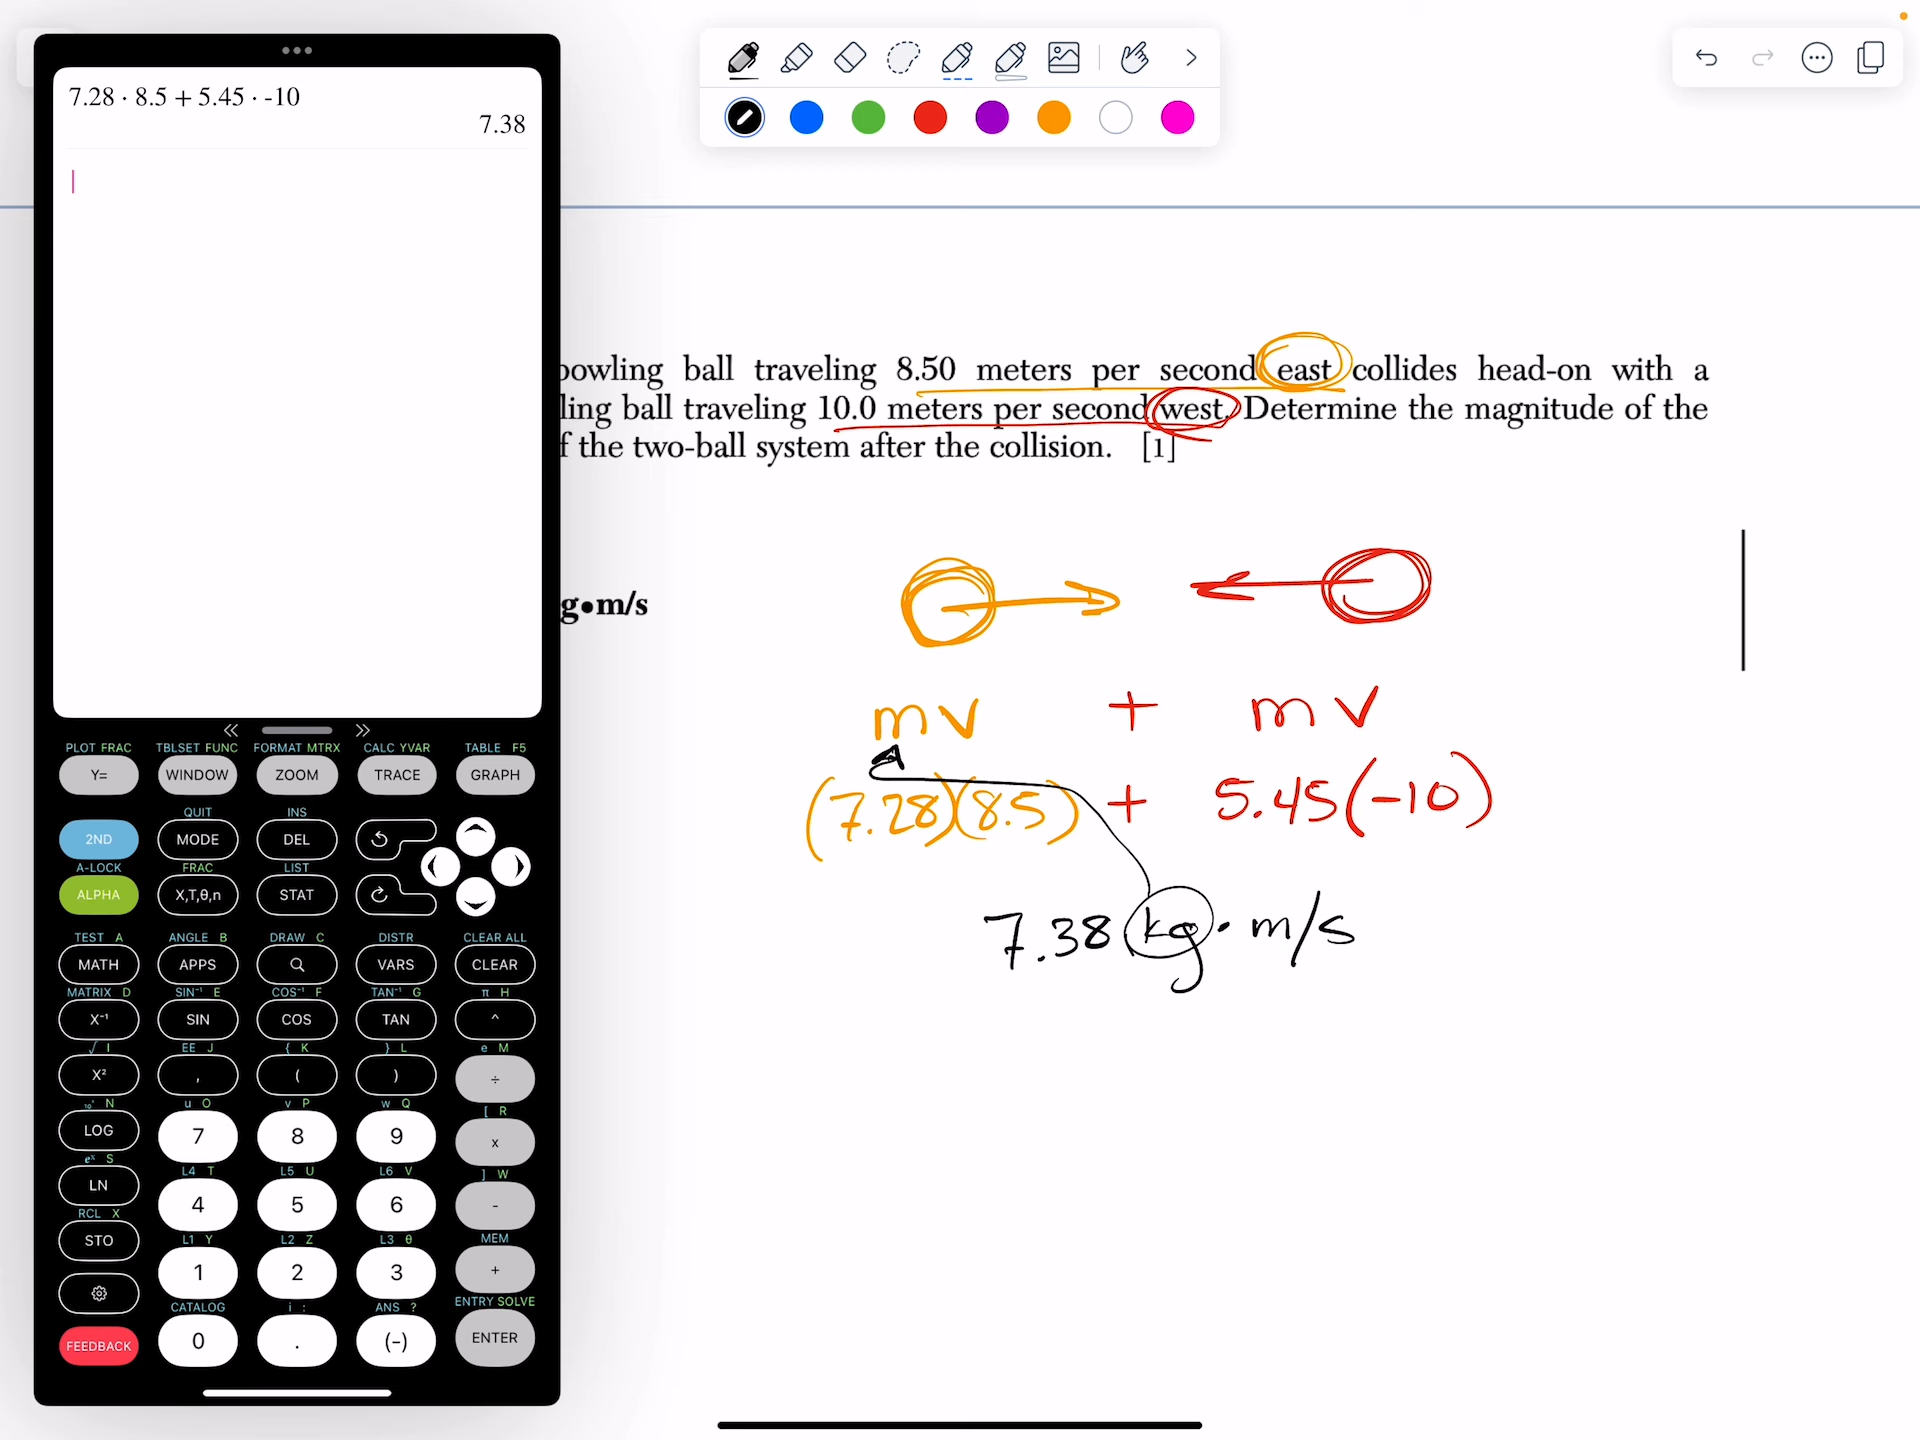 7.28 · 8.5 + 5.45 · -10
7.38
PLOT FRAC TBLSET FUNC FORMAT MTRX CALC YVAR TABLE F5
Y= WINDOW ZOOM TRACE GRAPH
QUIT INS
2ND MODE DEL
A-LOCK FRAC LIST
ALPHA X,T,θ,n STAT
TEST A ANGLE B DRAW C DISTR CLEAR ALL
MATH APPS VARS CLEAR
MATRIX D SIN⁻¹ E COS⁻¹ F TAN⁻¹ G π H
X⁻¹ SIN COS TAN ^
√ I EE J { K } L e M
X² , ( ) ÷
10ˣ N u O v P w Q [ R
LOG 7 8 9 x
eˣ S L4 T L5 U L6 V ] W
LN 4 5 6 -
RCL X L1 Y L2 Z L3 θ MEM
STO 1 2 3 +
CATALOG i : ANS ? ENTRY SOLVE
FEEDBACK 0 . (-) ENTER
bowling ball traveling 8.50 meters per second east collides head-on with a
ling ball traveling 10.0 meters per second west. Determine the magnitude of the
f the two-ball system after the collision. [1]
g•m/s
mv + mv
(7.28)(8.5) + 5.45(-10)
7.38 kg · m/s